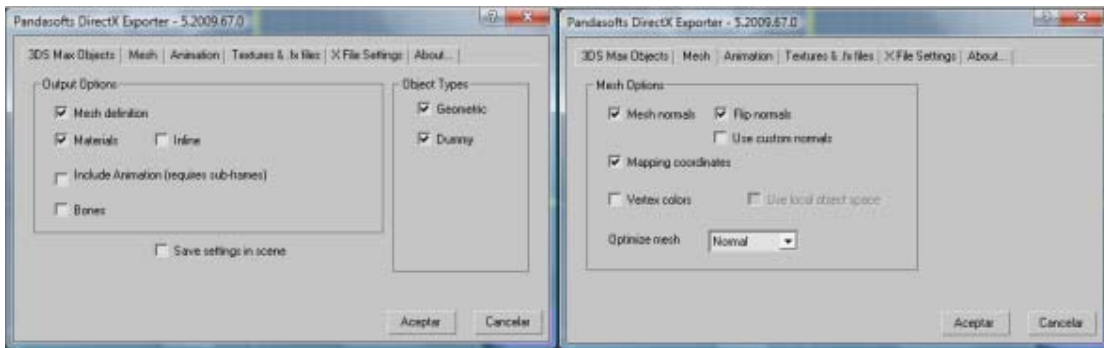 Pandasofts DirectX Exporter - 5.2009.67.0
3DS Max Objects Mesh Animation Textures & .fx files X File Settings About...
Output Options
Mesh definition
Materials Inline
Include Animation (requires sub-frames)
Bones
Save settings in scene
Object Types
Geometric
Dummy
Aceptar Cancelar
Pandasofts DirectX Exporter - 5.2009.67.0
3DS Max Objects Mesh Animation Textures & .fx files X File Settings About...
Mesh Options
Mesh normals Flip normals
Use custom normals
Mapping coordinates
Vertex colors Use local object space
Optimize mesh Normal
Aceptar Cancelar